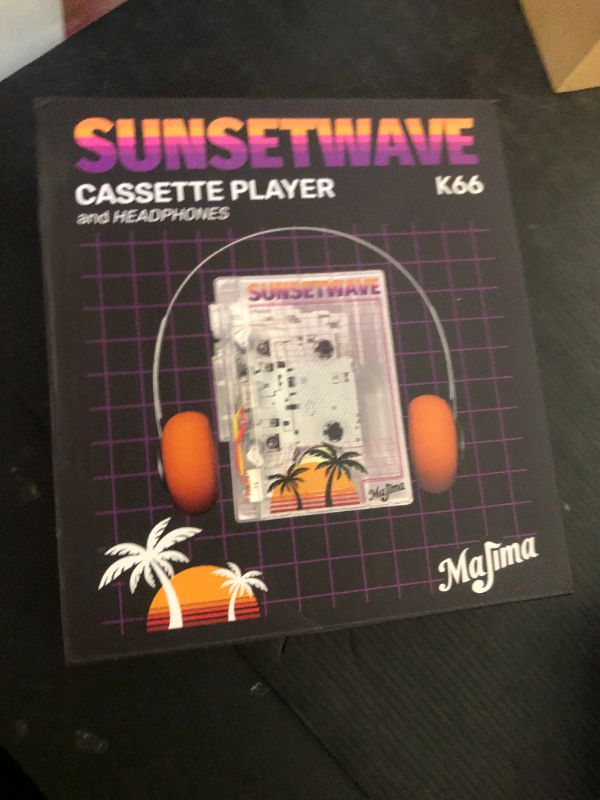 SUNSETWAVE
CASSETTE PLAYER
K66
and HEADPHONES
SUNSETWAVE
Majima
Majima